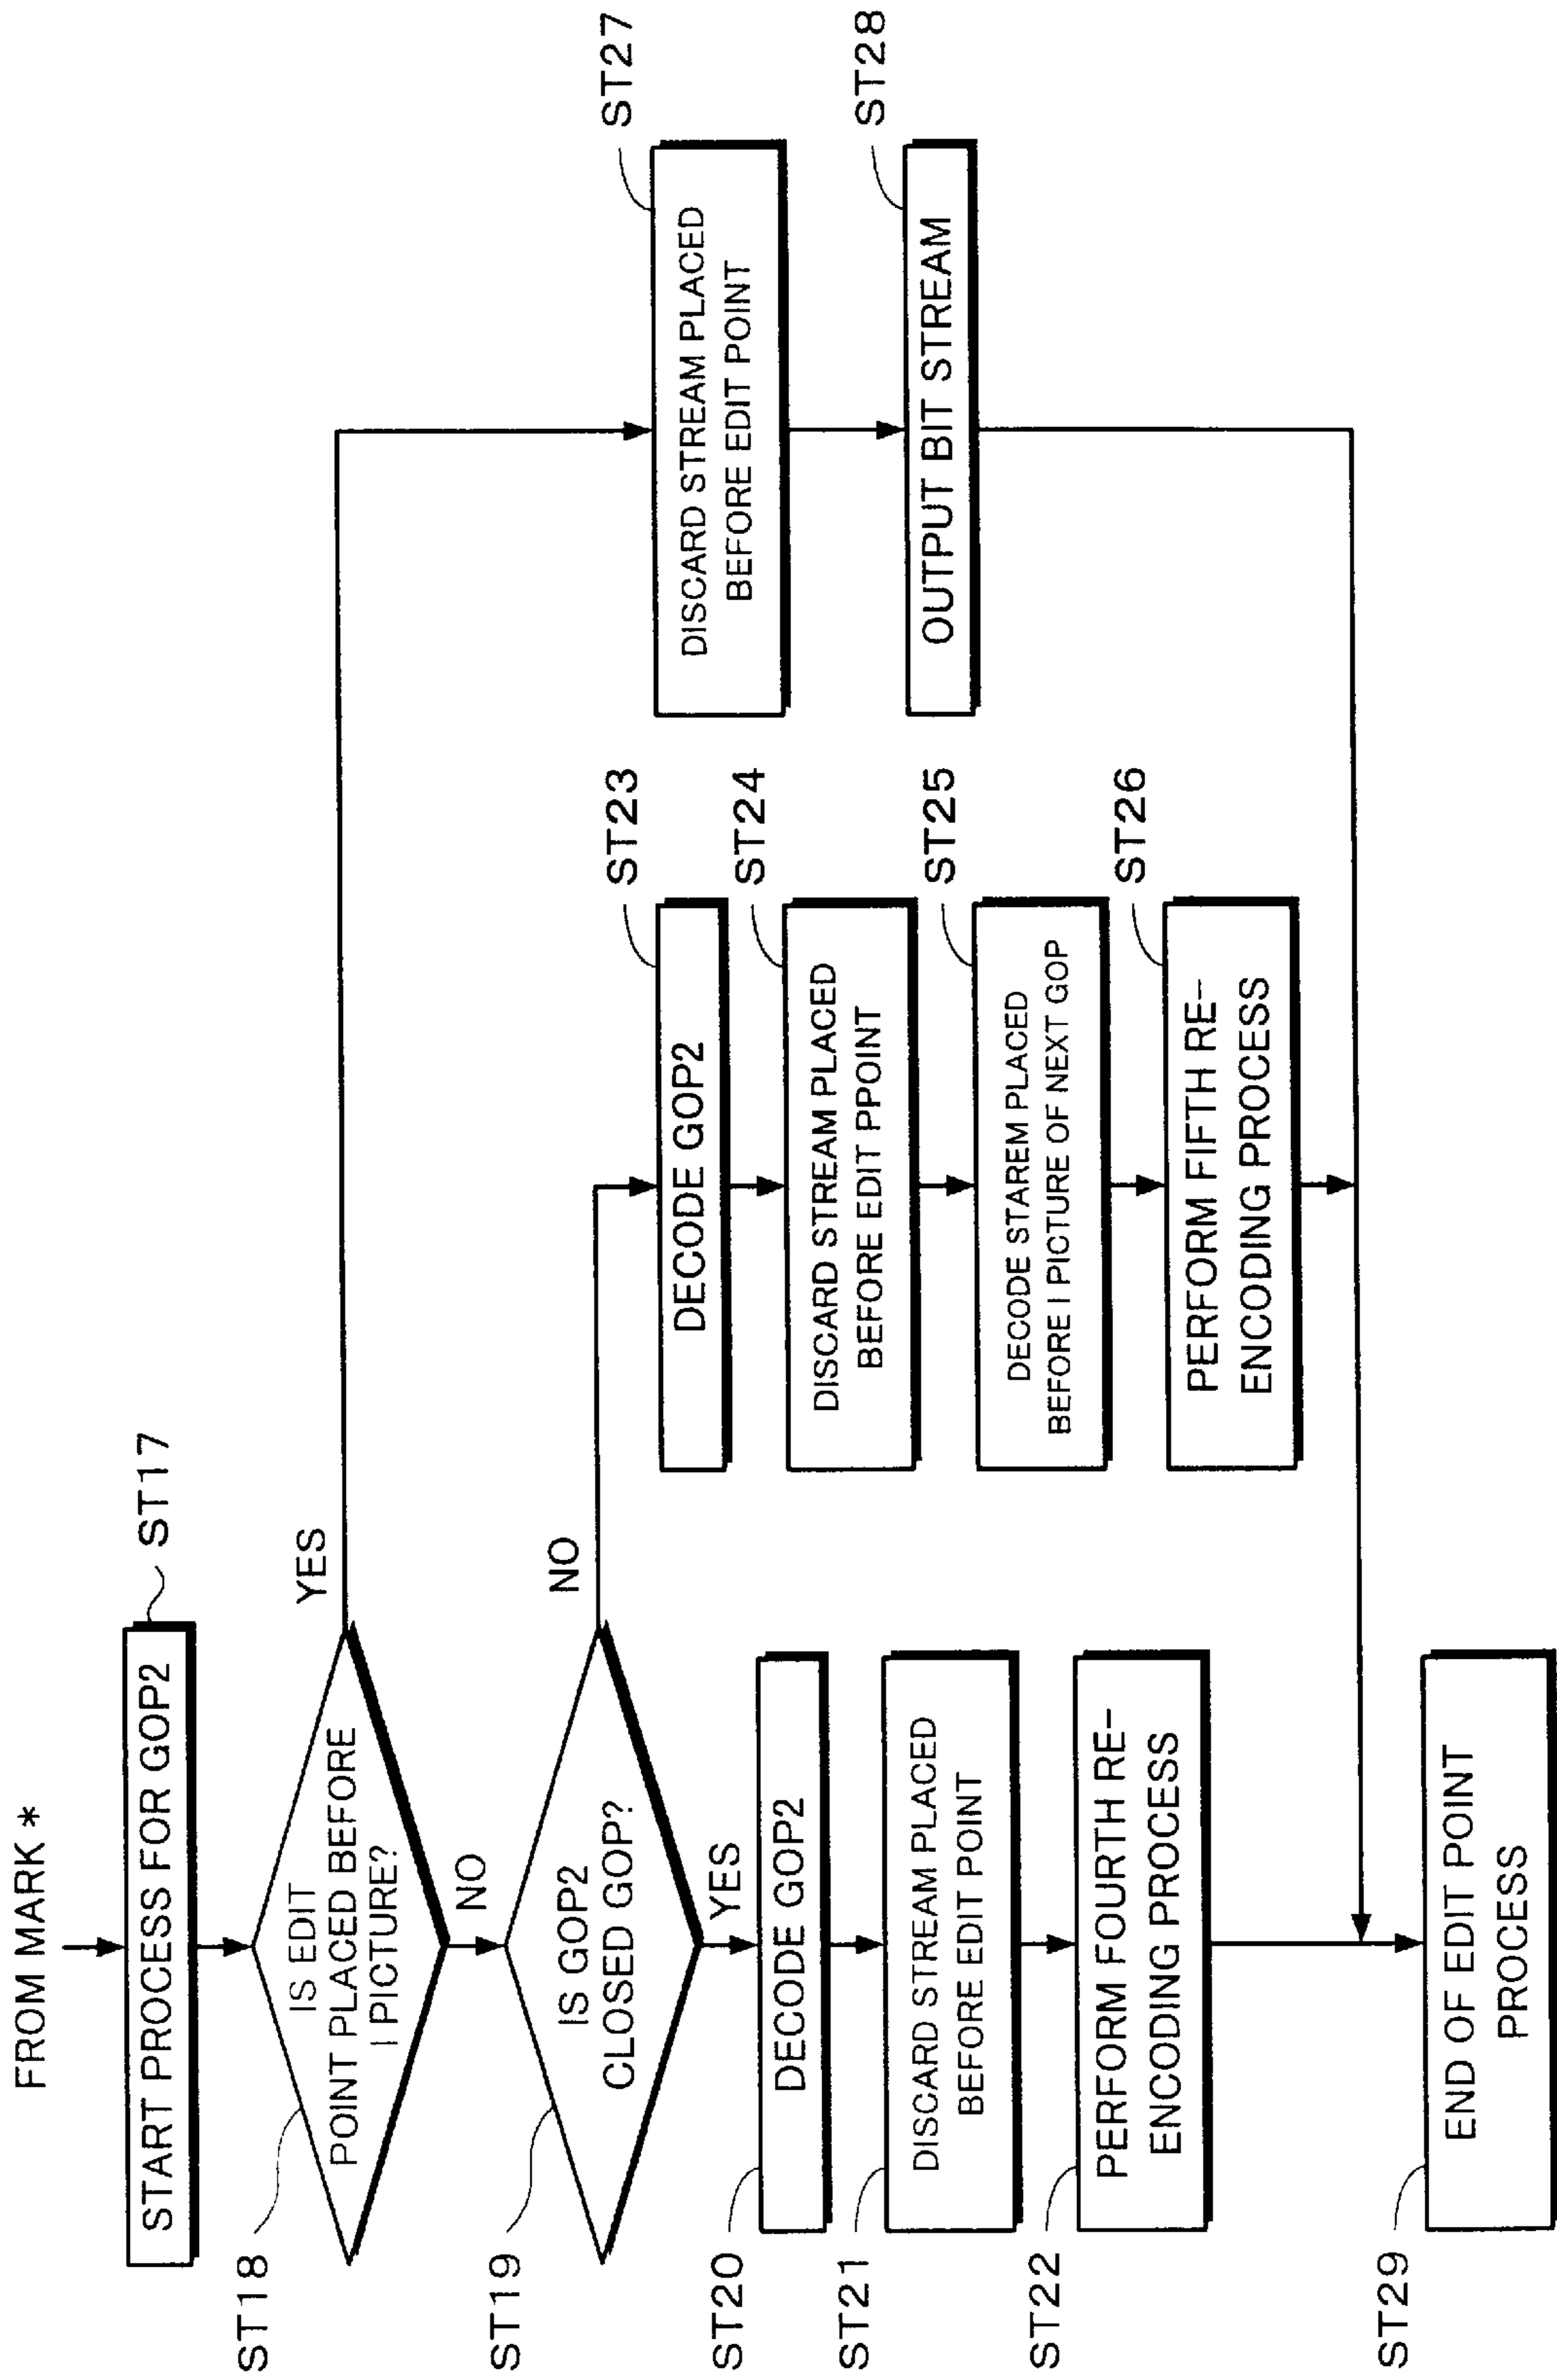 FROM MARK *
START PROCESS FOR GOP2
ST17
ST18
IS EDIT
POINT PLACED BEFORE
I PICTURE?
YES
NO
ST19
IS GOP2
CLOSED GOP?
NO
YES
ST20
DECODE GOP2
ST21
DISCARD STREAM PLACED
BEFORE EDIT POINT
ST22
PERFORM FOURTH RE-
ENCODING PROCESS
ST23
DECODE GOP2
ST24
DISCARD STREAM PLACED
BEFORE EDIT PPOINT
ST25
DECODE STAREM PLACED
BEFORE I PICTURE OF NEXT GOP
ST26
PERFORM FIFTH RE-
ENCODING PROCESS
ST27
DISCARD STREAM PLACED
BEFORE EDIT POINT
ST28
OUTPUT BIT STREAM
ST29
END OF EDIT POINT
PROCESS